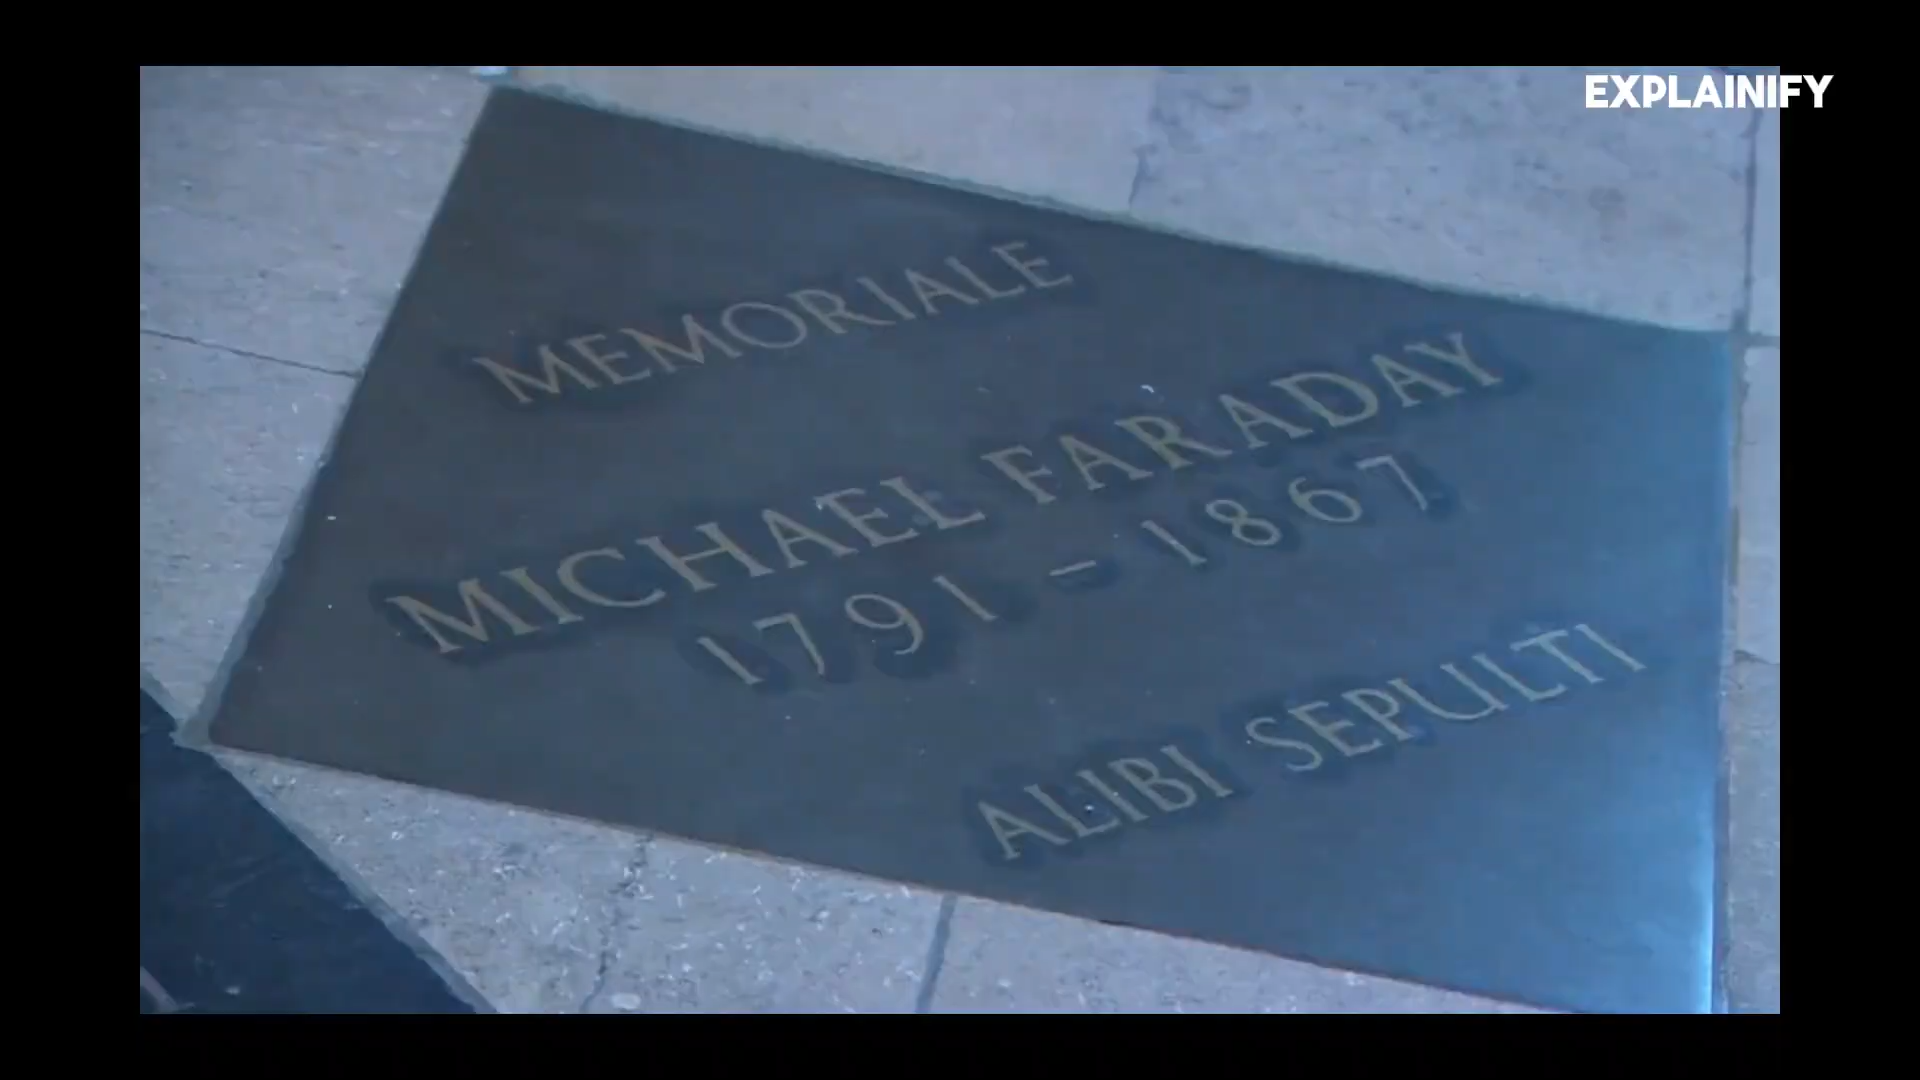 EXPLAINIFY
MEMORIALE
MICHAEL FARADAY
1791 – 1867
ALIBI SEPULTI